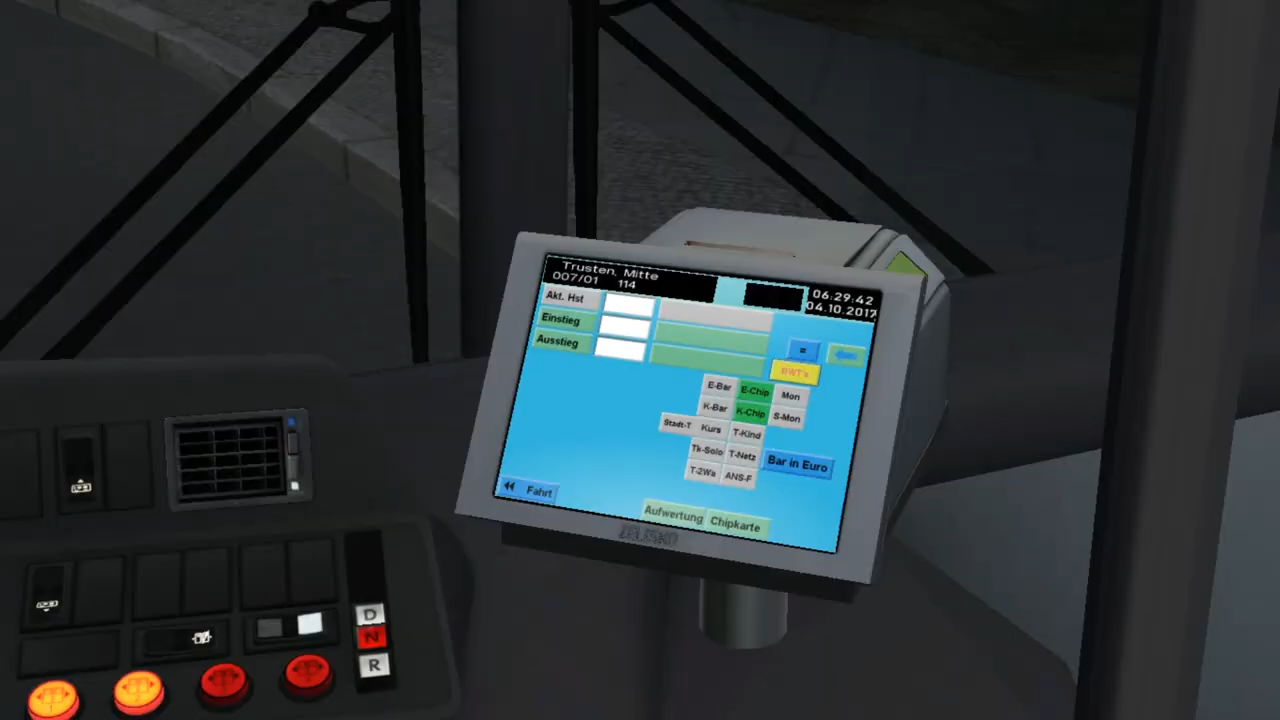 Trusten, Mitte
007/01 114
06:29:42
04.10.2017
Akt. Hst
Einstieg
Ausstieg
=
RWT's
E-Bar E-Chip Mon
K-Bar K-Chip S-Mon
Stadt-T Kurs T-Kind
Tk-Solo T-Netz Bar in Euro
T-2Wa ANS-F
Fahrt
Aufwertung Chipkarte
D
N
R